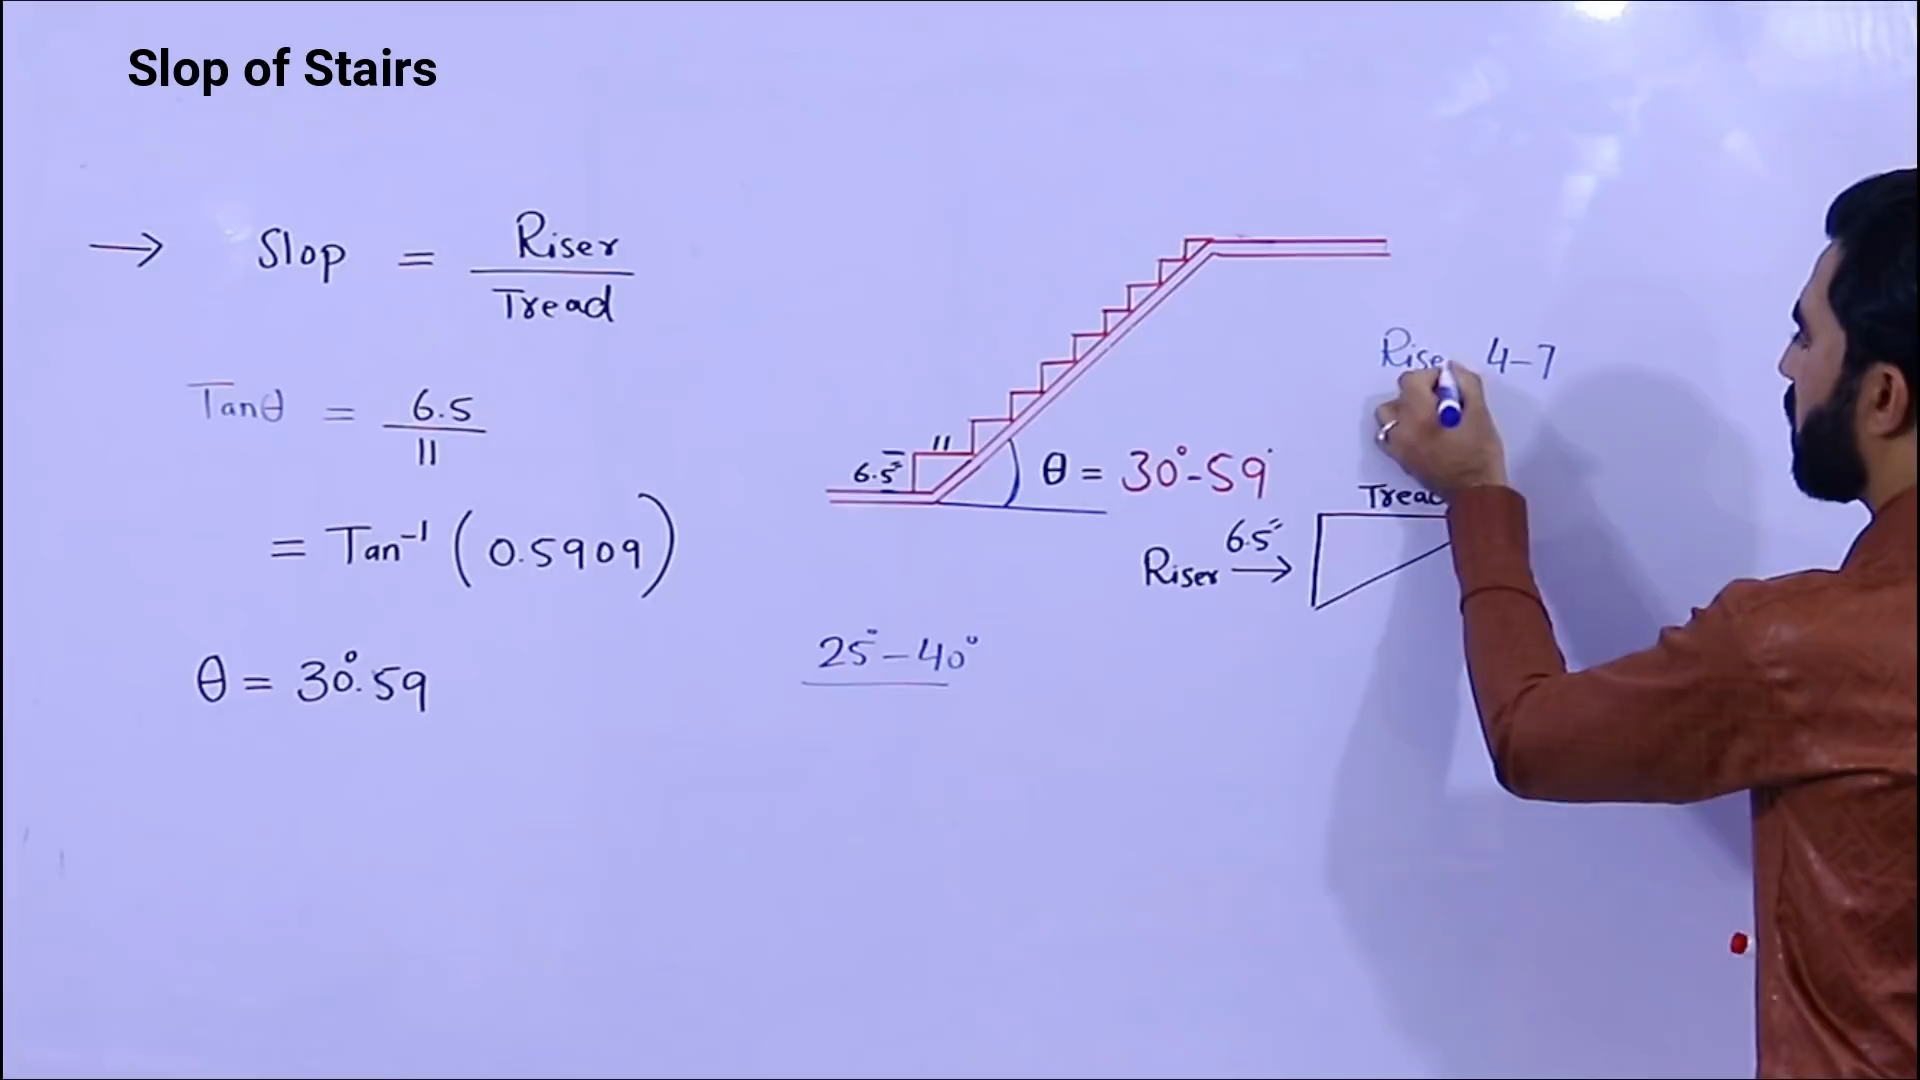 Slop of Stairs
→ Slop = Riser / Tread
Tanθ = 6.5 / 11
= Tan⁻¹ (0.5909)
θ = 30°.59
11
6.5"
θ = 30°-59'
25° – 40°
Rise 4–7
Tread
6.5"
Riser →